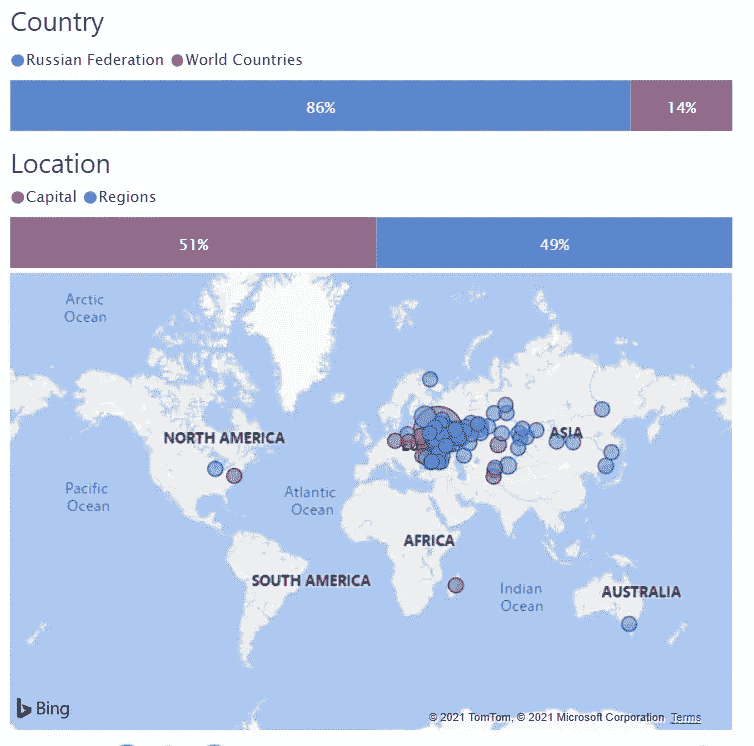 Country
Russian Federation World Countries
86% 14%
Location
Capital Regions
51% 49%
Arctic
Ocean
NORTH AMERICA
ASIA
Pacific
Ocean
Atlantic
Ocean
AFRICA
SOUTH AMERICA
Indian
Ocean
AUSTRALIA
Bing
© 2021 TomTom, © 2021 Microsoft Corporation Terms